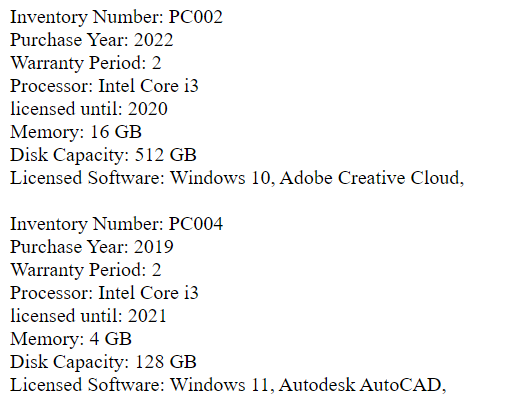 Inventory Number: PC002
Purchase Year: 2022
Warranty Period: 2
Processor: Intel Core i3
licensed until: 2020
Memory: 16 GB
Disk Capacity: 512 GB
Licensed Software: Windows 10, Adobe Creative Cloud,

Inventory Number: PC004
Purchase Year: 2019
Warranty Period: 2
Processor: Intel Core i3
licensed until: 2021
Memory: 4 GB
Disk Capacity: 128 GB
Licensed Software: Windows 11, Autodesk AutoCAD,